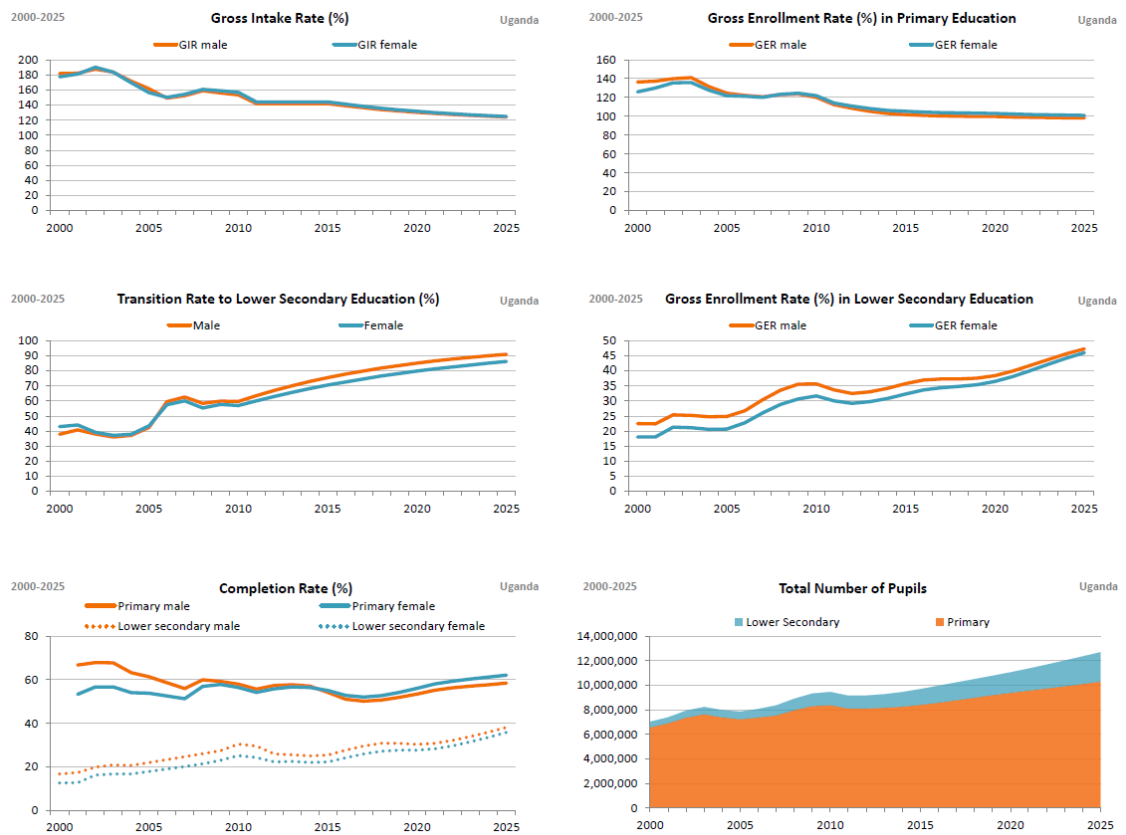 2000-2025 Gross Intake Rate (%) Uganda
GIR male GIR female
200
180
160
140
120
100
80
60
40
20
0
2000 2005 2010 2015 2020 2025
2000-2025 Gross Enrollment Rate (%) in Primary Education Uganda
GER male GER female
160
140
120
100
80
60
40
20
0
2000 2005 2010 2015 2020 2025
2000-2025 Transition Rate to Lower Secondary Education (%) Uganda
Male Female
100
90
80
70
60
50
40
30
20
10
0
2000 2005 2010 2015 2020 2025
2000-2025 Gross Enrollment Rate (%) in Lower Secondary Education Uganda
GER male GER female
50
45
40
35
30
25
20
15
10
5
0
2000 2005 2010 2015 2020 2025
2000-2025 Completion Rate (%) Uganda
Primary male Primary female
Lower secondary male Lower secondary female
80
60
40
20
0
2000 2005 2010 2015 2020 2025
2000-2025 Total Number of Pupils Uganda
Lower Secondary Primary
14,000,000
12,000,000
10,000,000
8,000,000
6,000,000
4,000,000
2,000,000
0
2000 2005 2010 2015 2020 2025